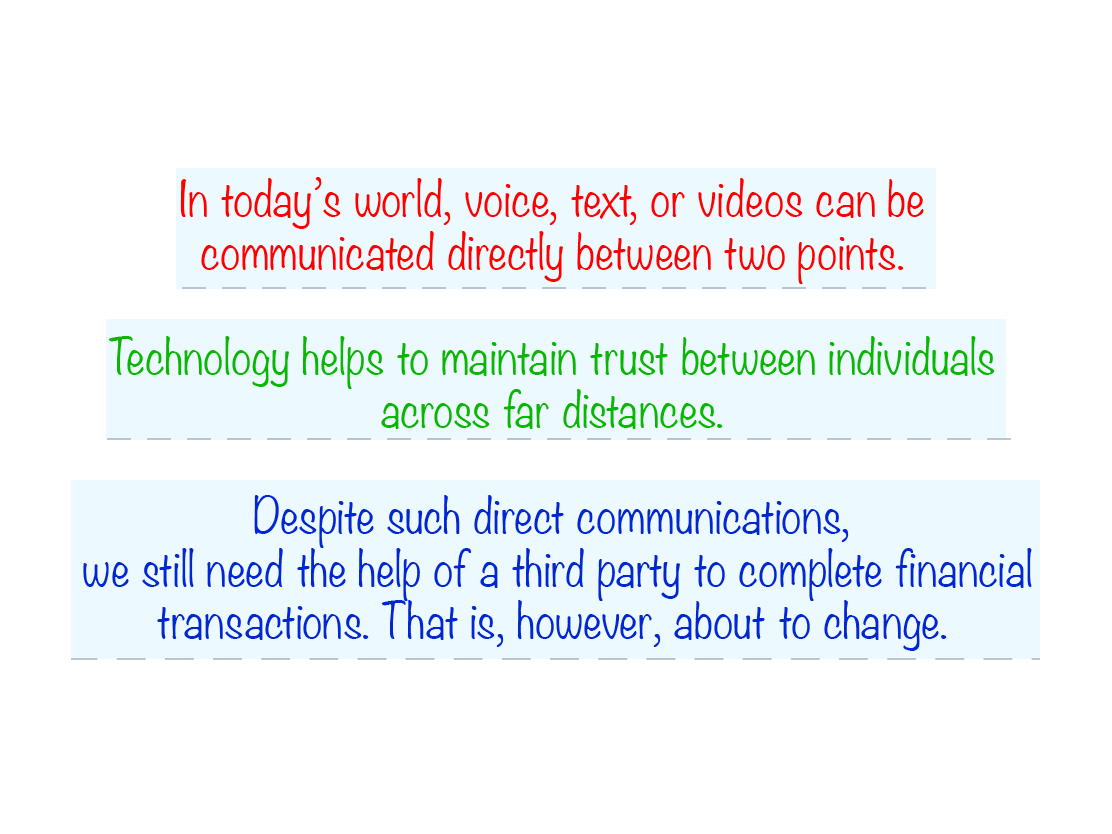 In today’s world, voice, text, or videos can be
communicated directly between two points.
Technology helps to maintain trust between individuals
across far distances.
Despite such direct communications,
we still need the help of a third party to complete financial
transactions. That is, however, about to change.